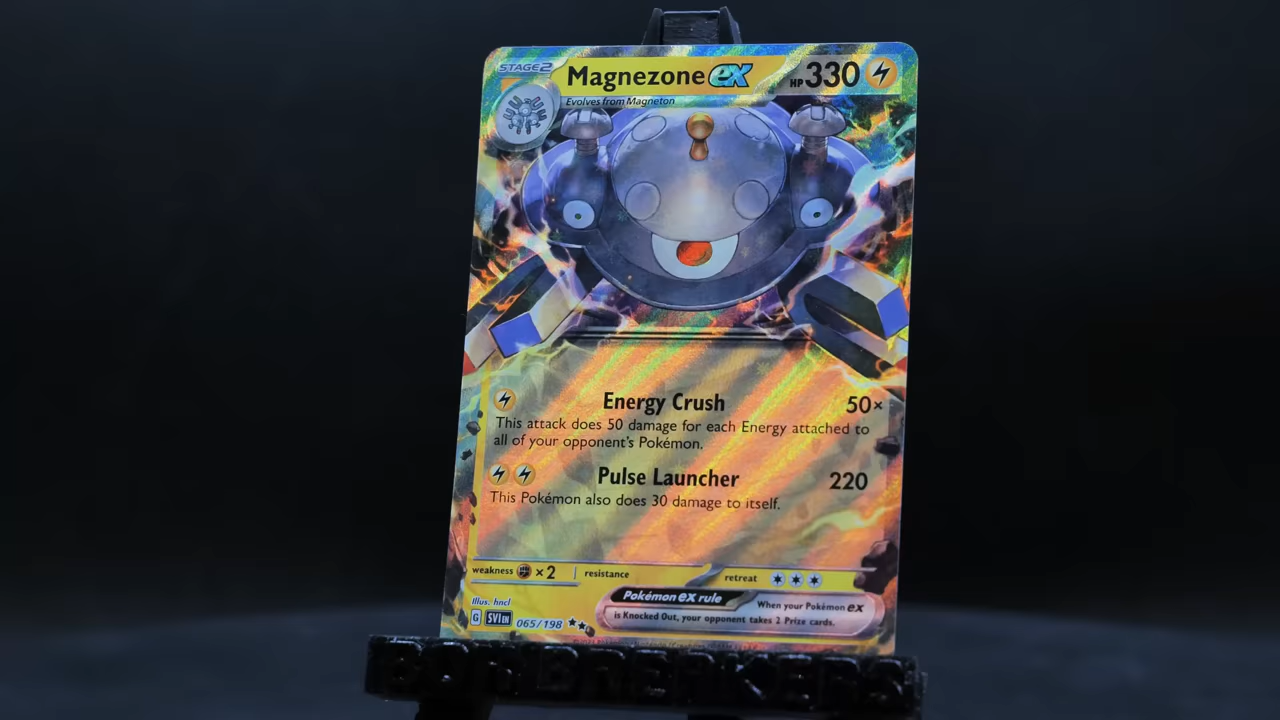 STAGE2 Magnezone ex HP330
Evolves from Magneton
Energy Crush 50×
This attack does 50 damage for each Energy attached to
all of your opponent's Pokémon.
Pulse Launcher 220
This Pokémon also does 30 damage to itself.
weakness ×2 resistance retreat
Pokémon ex rule When your Pokémon ex
is Knocked Out, your opponent takes 2 Prize cards.
Illus. hncl
G SVI EN 065/198
BREAKERS